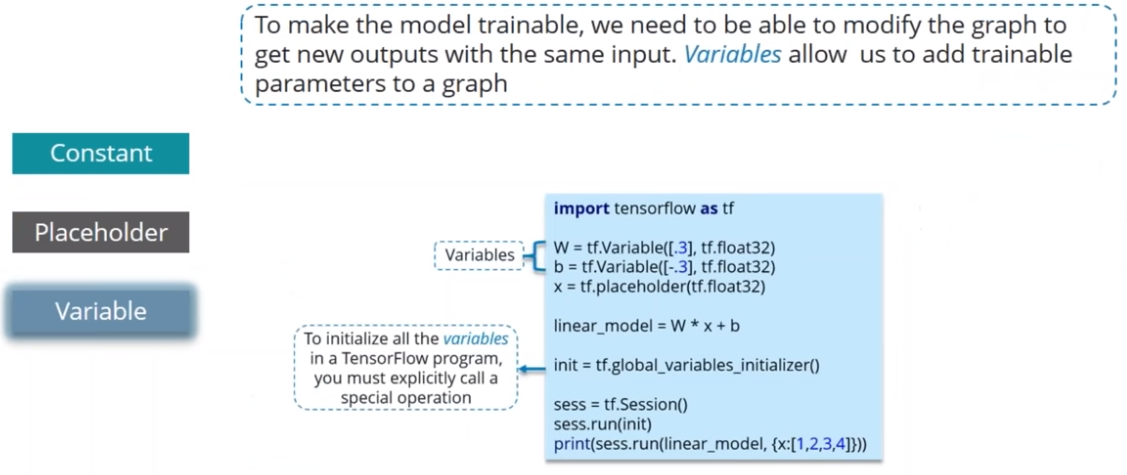 To make the model trainable, we need to be able to modify the graph to
get new outputs with the same input. Variables allow us to add trainable
parameters to a graph
Constant
Placeholder
Variable
Variables
To initialize all the variables
in a TensorFlow program,
you must explicitly call a
special operation
import tensorflow as tf
W = tf.Variable([.3], tf.float32)
b = tf.Variable([-.3], tf.float32)
x = tf.placeholder(tf.float32)
linear_model = W * x + b
init = tf.global_variables_initializer()
sess = tf.Session()
sess.run(init)
print(sess.run(linear_model, {x:[1,2,3,4]}))